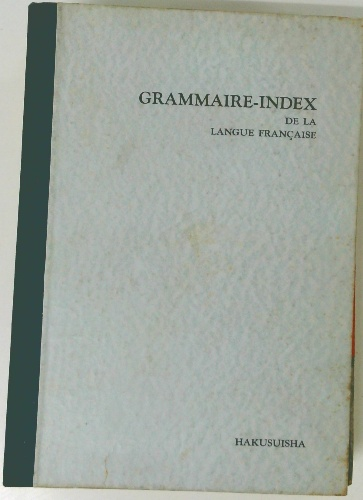 GRAMMAIRE-INDEX
DE LA
LANGUE FRANÇAISE
HAKUSUISHA